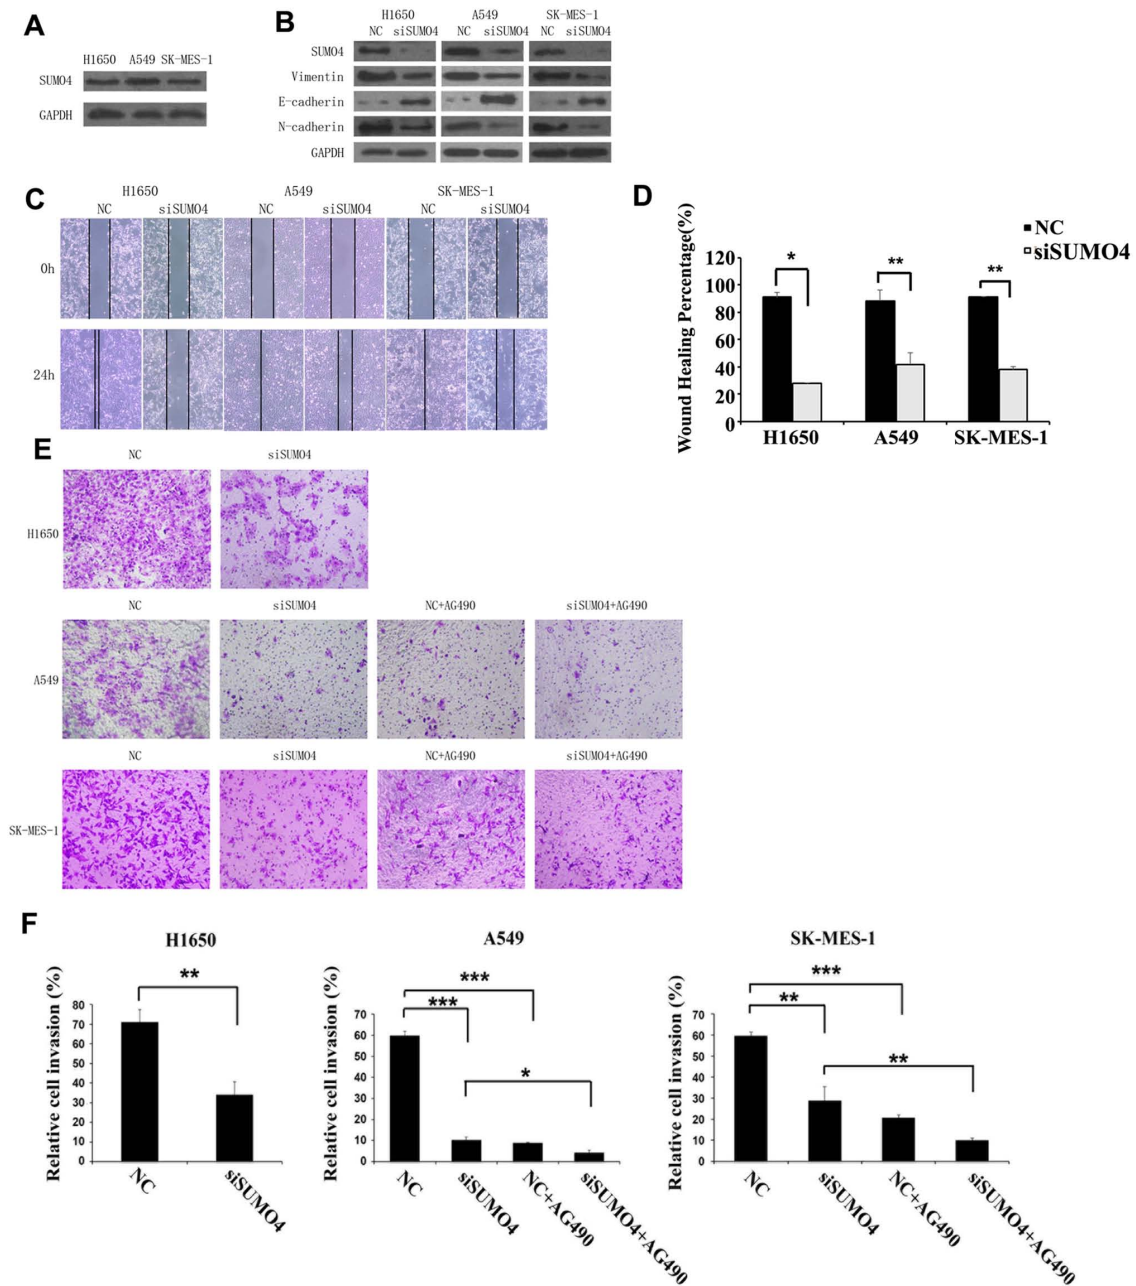 A
H1650 A549 SK-MES-1
SUMO4
GAPDH
B
H1650 A549 SK-MES-1
NC siSUMO4 NC siSUMO4 NC siSUMO4
SUMO4
Vimentin
E-cadherin
N-cadherin
GAPDH
C
H1650 A549 SK-MES-1
NC siSUMO4 NC siSUMO4 NC siSUMO4
0h
24h
D
NC
siSUMO4
Wound Healing Percentage(%)
120
100
80
60
40
20
0
* ** **
H1650 A549 SK-MES-1
E
NC siSUMO4
H1650
NC siSUMO4 NC+AG490 siSUMO4+AG490
A549
NC siSUMO4 NC+AG490 siSUMO4+AG490
SK-MES-1
F
H1650
Relative cell invasion (%)
80
70
60
50
40
30
20
10
0
**
NC siSUMO4
A549
Relative cell invasion (%)
70
60
50
40
30
20
10
0
***
***
*
NC siSUMO4 NC+AG490 siSUMO4+AG490
SK-MES-1
Relative cell invasion (%)
70
60
50
40
30
20
10
0
***
**
**
NC siSUMO4 NC+AG490 siSUMO4+AG490